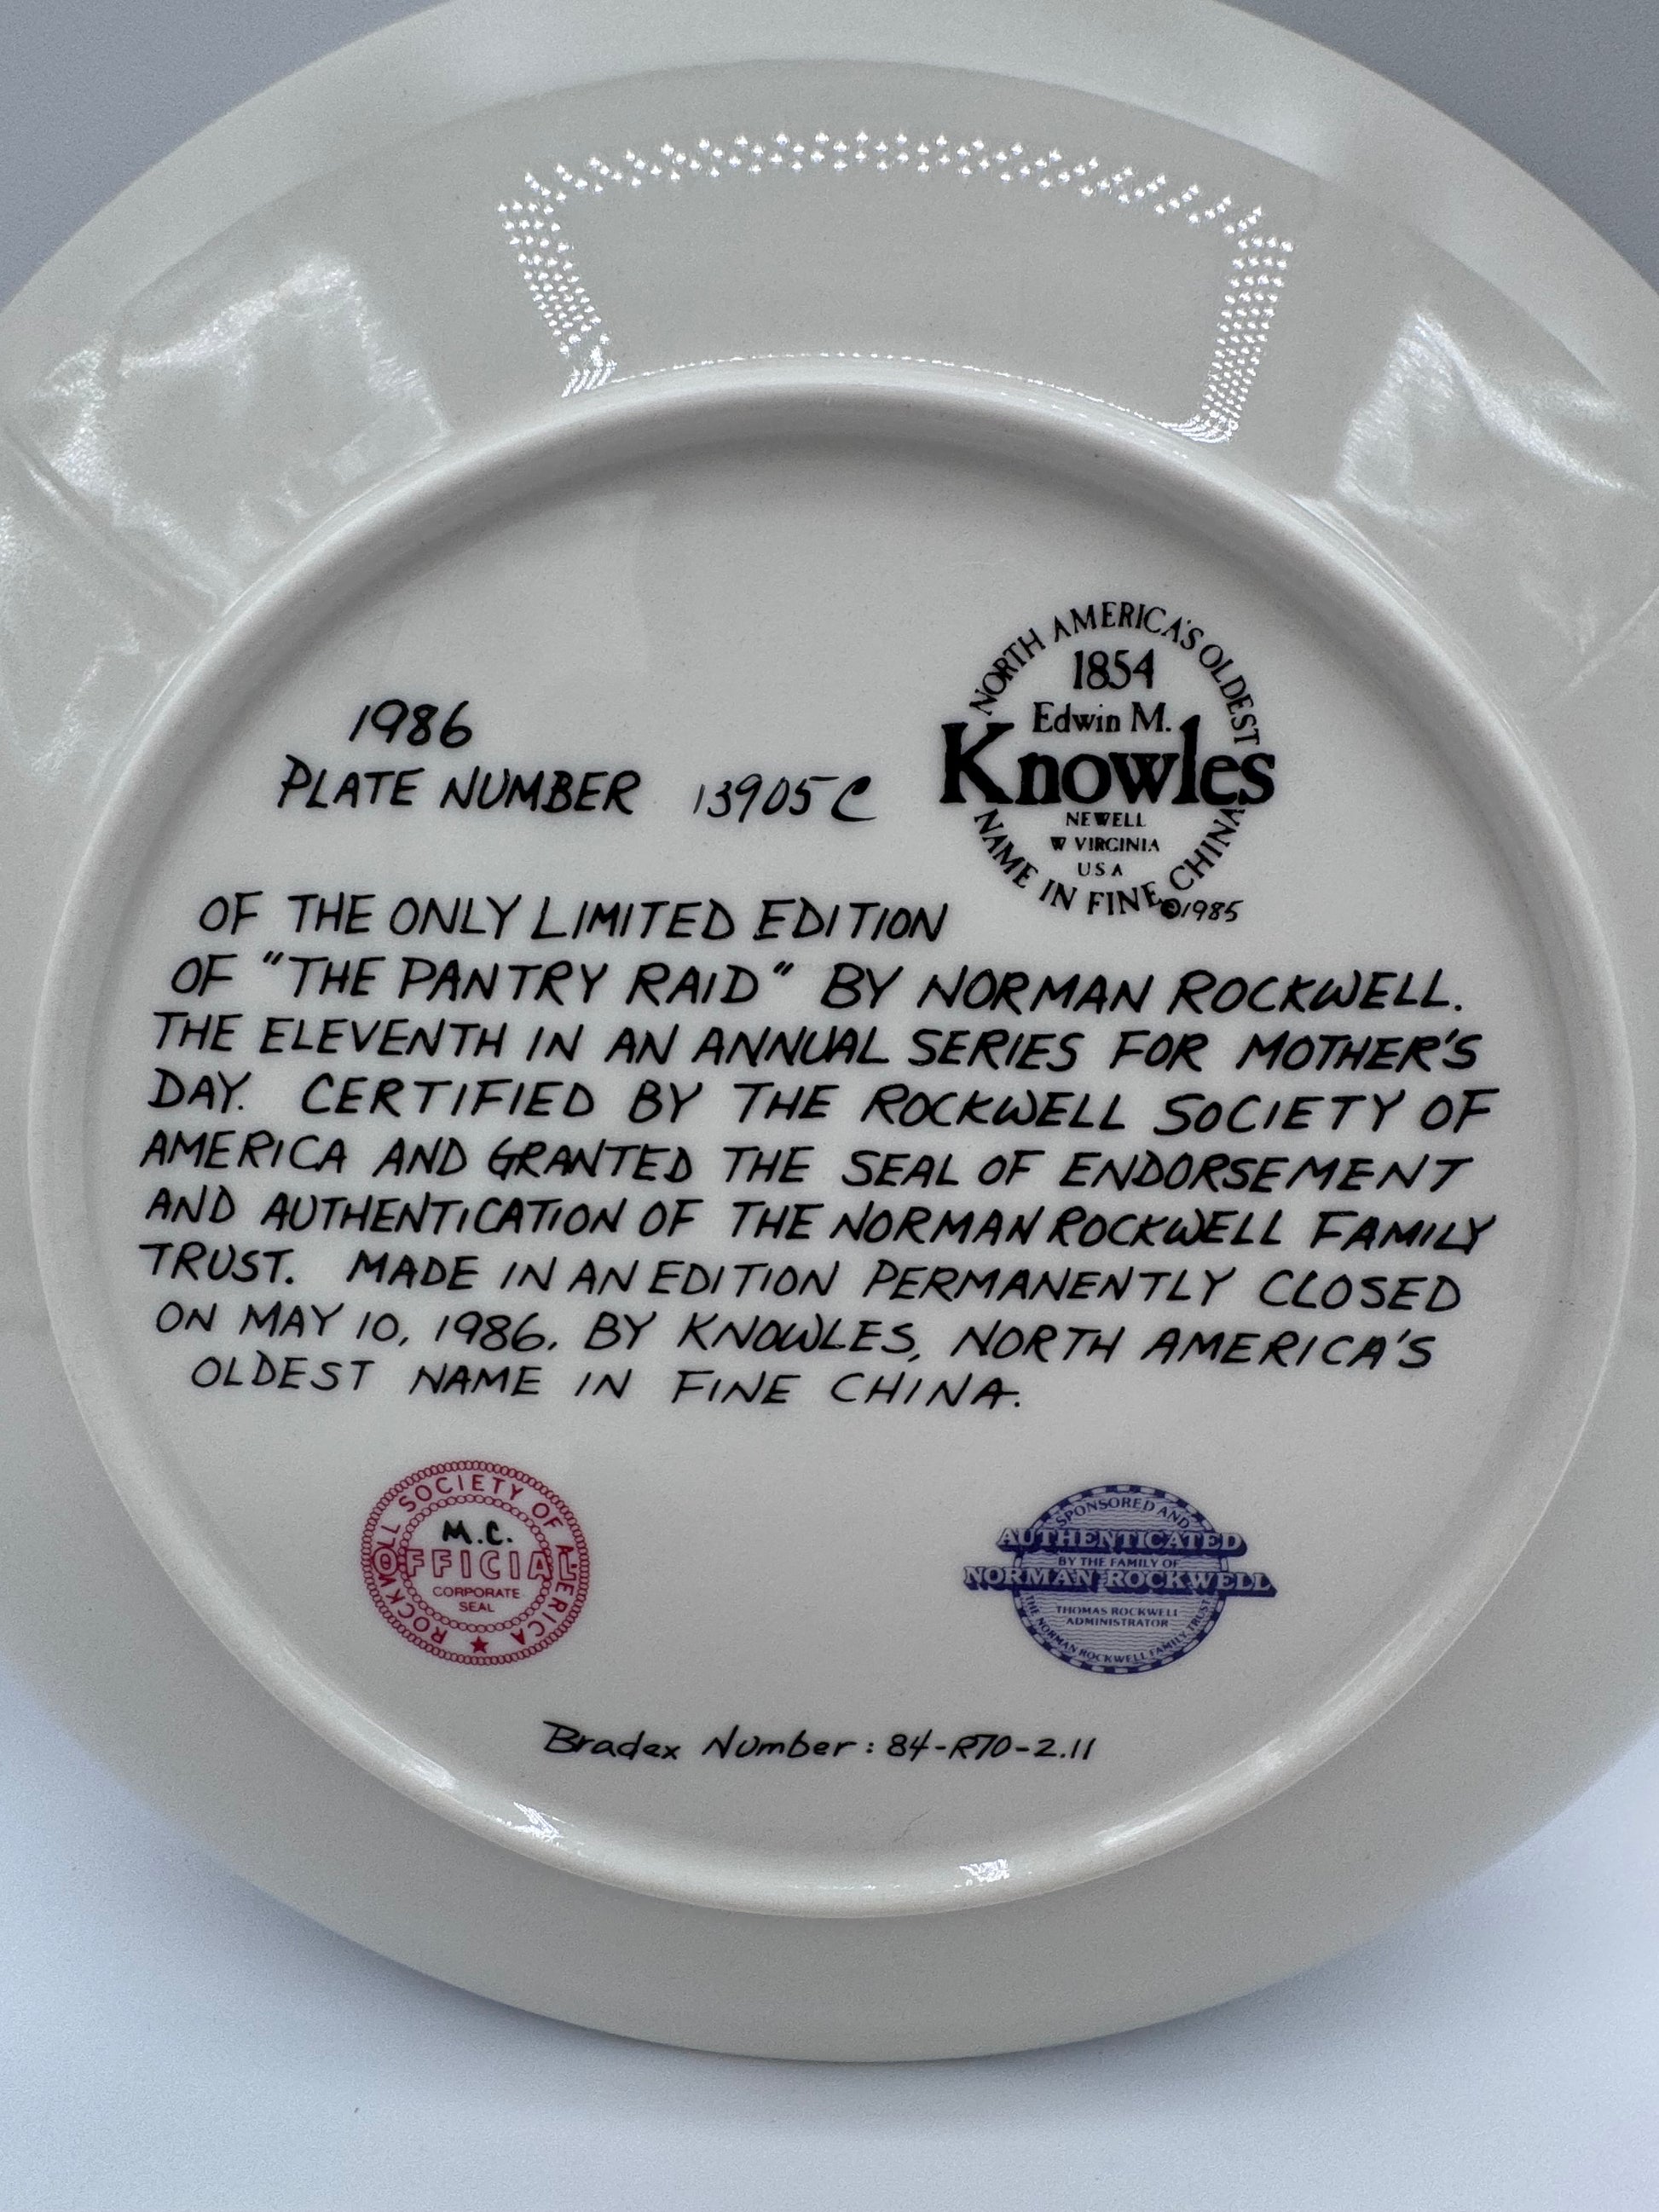 1986
PLATE NUMBER 13905C
NORTH AMERICA'S OLDEST
1854
Edwin M.
Knowles
NEWELL
W VIRGINIA
USA
NAME IN FINE CHINA
©1985
OF THE ONLY LIMITED EDITION
OF "THE PANTRY RAID" BY NORMAN ROCKWELL.
THE ELEVENTH IN AN ANNUAL SERIES FOR MOTHER'S
DAY. CERTIFIED BY THE ROCKWELL SOCIETY OF
AMERICA AND GRANTED THE SEAL OF ENDORSEMENT
AND AUTHENTICATION OF THE NORMAN ROCKWELL FAMILY
TRUST. MADE IN AN EDITION PERMANENTLY CLOSED
ON MAY 10, 1986, BY KNOWLES, NORTH AMERICA'S
OLDEST NAME IN FINE CHINA.
ROCKWELL SOCIETY OF AMERICA
M.C.
OFFICIAL
CORPORATE
SEAL
SPONSORED AND
AUTHENTICATED
BY THE FAMILY OF
NORMAN ROCKWELL
THOMAS ROCKWELL
ADMINISTRATOR
THE NORMAN ROCKWELL FAMILY TRUST
Bradex Number: 84-R70-2.11